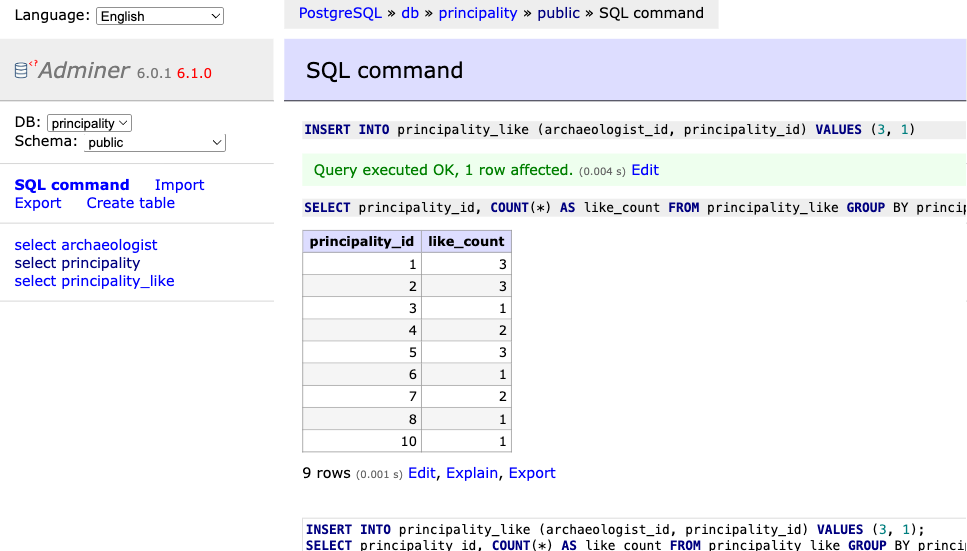 Language: English
PostgreSQL » db » principality » public » SQL command
Adminer 6.0.1 6.1.0
SQL command
DB: principality
Schema: public
SQL command Import
Export Create table
select archaeologist
select principality
select principality_like
INSERT INTO principality_like (archaeologist_id, principality_id) VALUES (3, 1)
Query executed OK, 1 row affected. (0.004 s) Edit
SELECT principality_id, COUNT(*) AS like_count FROM principality_like GROUP BY princip
principality_id like_count
1 3
2 3
3 1
4 2
5 3
6 1
7 2
8 1
10 1
9 rows (0.001 s) Edit, Explain, Export
INSERT INTO principality_like (archaeologist_id, principality_id) VALUES (3, 1);
SELECT principality_id, COUNT(*) AS like_count FROM principality_like GROUP BY princi